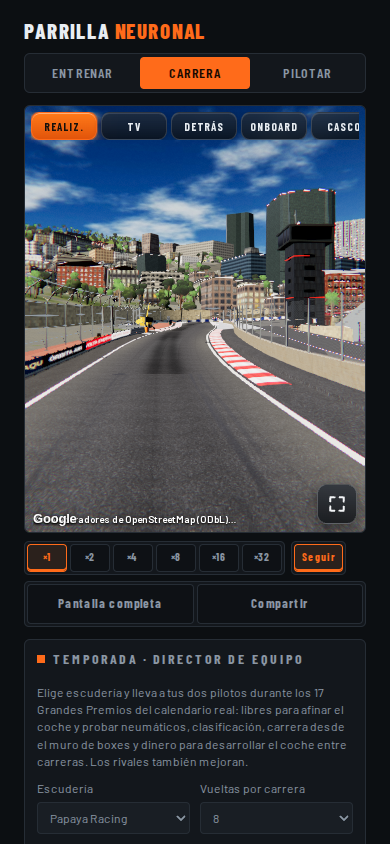 PARRILLA NEURONAL
ENTRENAR CARRERA PILOTAR
REALIZ. TV DETRÁS ONBOARD CASCO
ÓRBITA
Google adores de OpenStreetMap (ODbL)...
×1 ×2 ×4 ×8 ×16 ×32 Seguir
Pantalla completa Compartir
TEMPORADA · DIRECTOR DE EQUIPO
Elige escudería y lleva a tus dos pilotos durante los 17
Grandes Premios del calendario real: libres para afinar el
coche y probar neumáticos, clasificación, carrera desde
el muro de boxes y dinero para desarrollar el coche entre
carreras. Los rivales también mejoran.
Escudería Vueltas por carrera
Papaya Racing 8